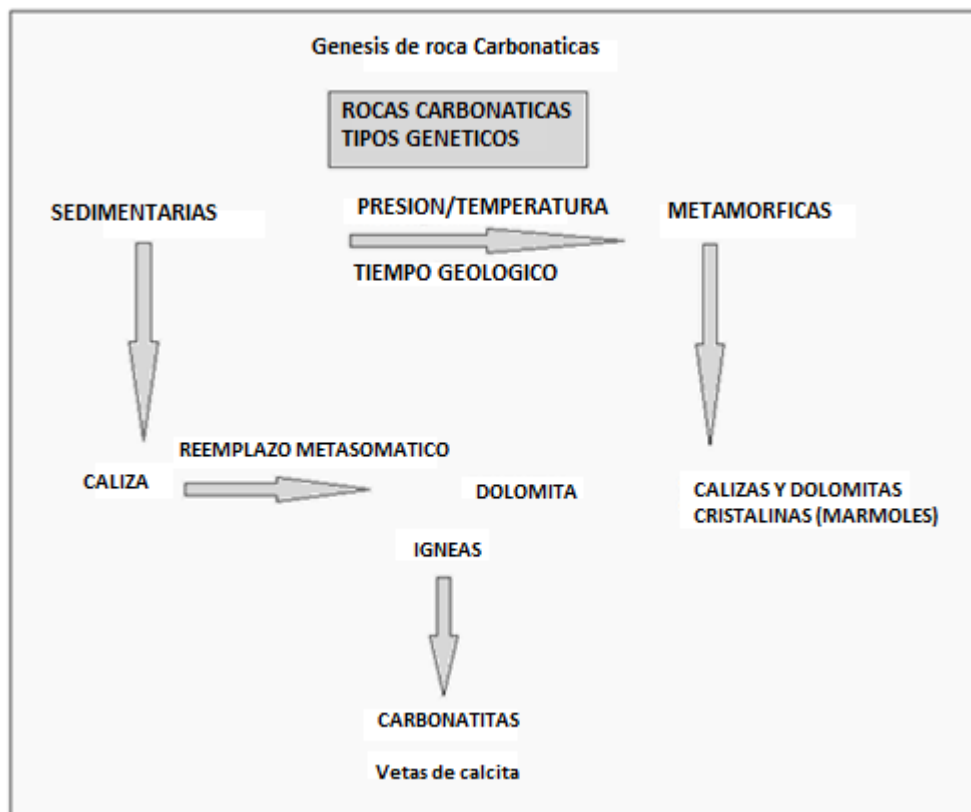 Genesis de roca Carbonaticas
ROCAS CARBONATICAS
TIPOS GENETICOS
SEDIMENTARIAS
PRESION/TEMPERATURA
METAMORFICAS
TIEMPO GEOLOGICO
REEMPLAZO METASOMATICO
CALIZA
DOLOMITA
CALIZAS Y DOLOMITAS
CRISTALINAS (MARMOLES)
IGNEAS
CARBONATITAS
Vetas de calcita